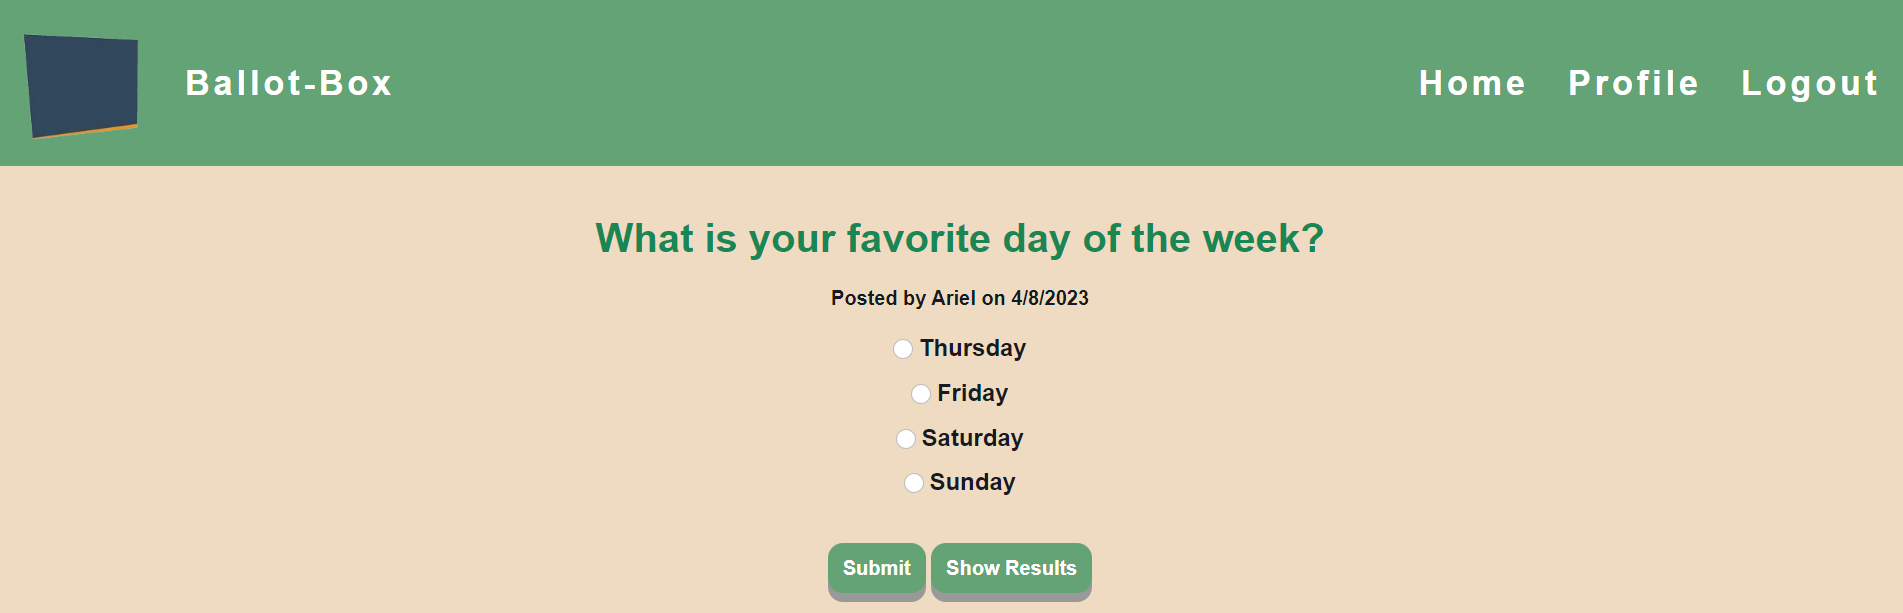 Ballot-Box Home Profile Logout
What is your favorite day of the week?
Posted by Ariel on 4/8/2023
Thursday
Friday
Saturday
Sunday
Submit Show Results